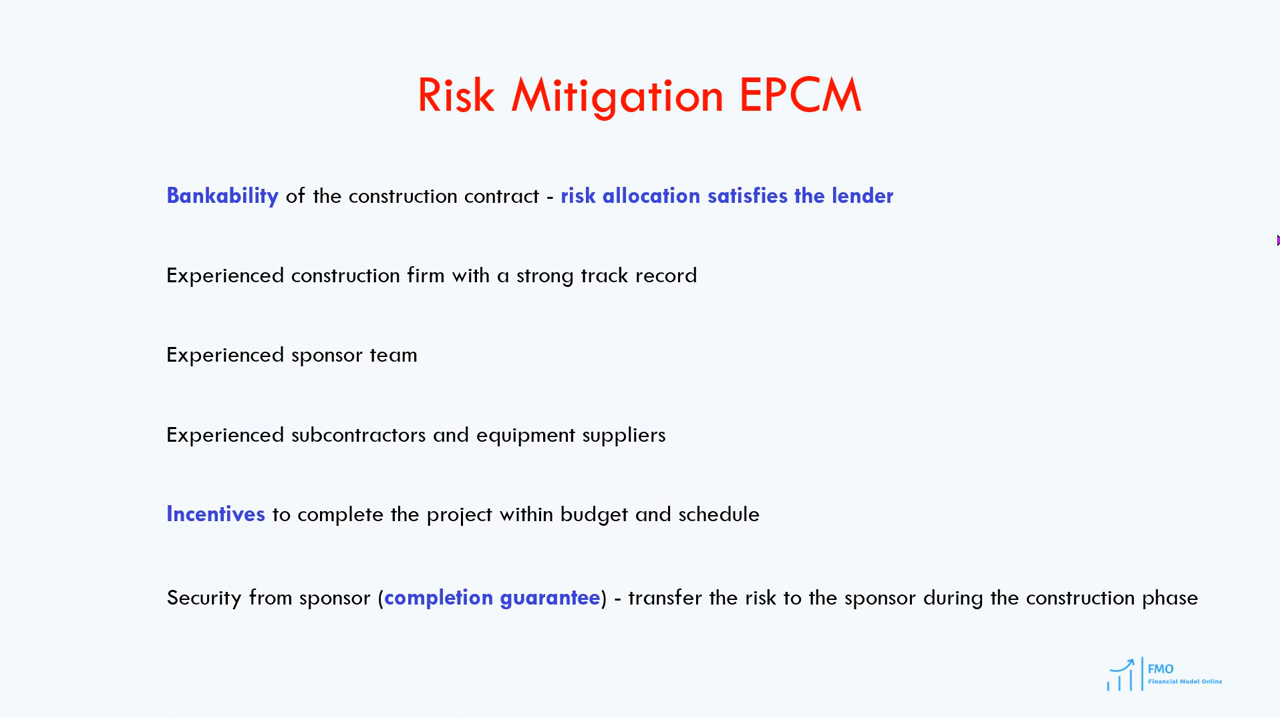 Risk Mitigation EPCM
Bankability of the construction contract - risk allocation satisfies the lender
Experienced construction firm with a strong track record
Experienced sponsor team
Experienced subcontractors and equipment suppliers
Incentives to complete the project within budget and schedule
Security from sponsor (completion guarantee) - transfer the risk to the sponsor during the construction phase
FMO
Financial Model Online